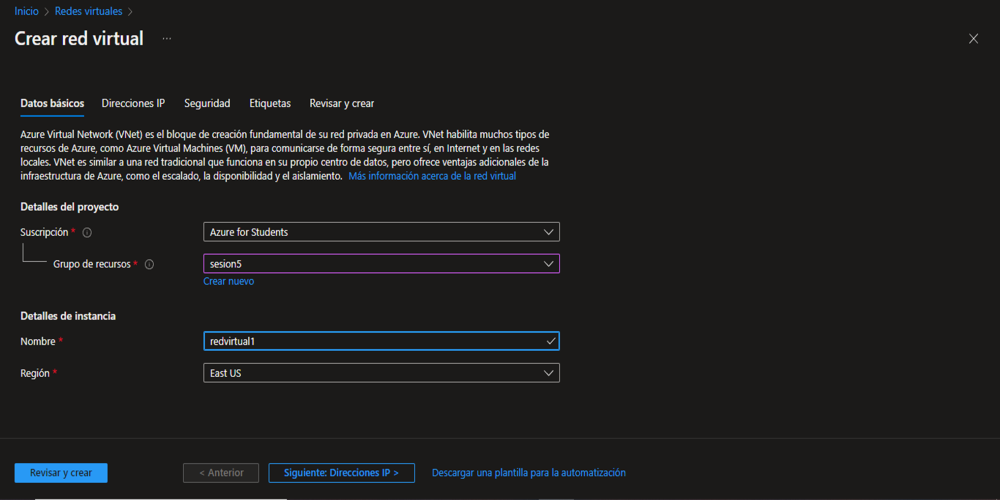 Inicio > Redes virtuales >
Crear red virtual ...
Datos básicos Direcciones IP Seguridad Etiquetas Revisar y crear
Azure Virtual Network (VNet) es el bloque de creación fundamental de su red privada en Azure. VNet habilita muchos tipos de
recursos de Azure, como Azure Virtual Machines (VM), para comunicarse de forma segura entre sí, en Internet y en las redes
locales. VNet es similar a una red tradicional que funciona en su propio centro de datos, pero ofrece ventajas adicionales de la
infraestructura de Azure, como el escalado, la disponibilidad y el aislamiento. Más información acerca de la red virtual
Detalles del proyecto
Suscripción * Azure for Students
Grupo de recursos * sesion5
Crear nuevo
Detalles de instancia
Nombre * redvirtual1
Región * East US
Revisar y crear < Anterior Siguiente: Direcciones IP > Descargar una plantilla para la automatización